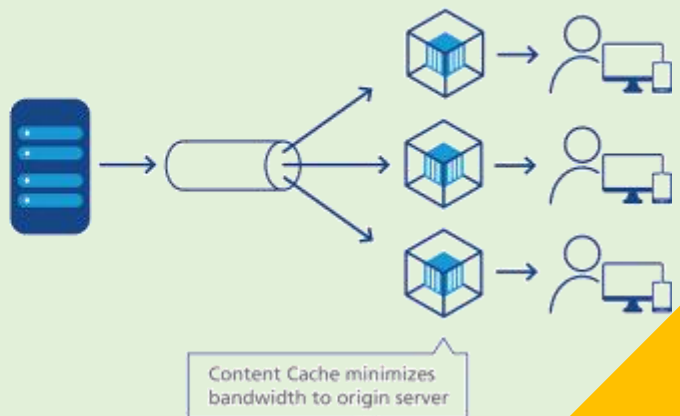 Content Cache minimizes
bandwidth to origin server